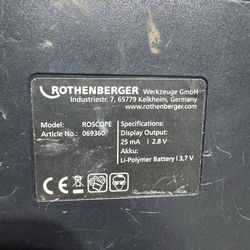 ROTHENBERGER Werkzeuge GmbH
Industriestr. 7, 65779 Kelkheim, Germany
www.rothenberger.com
Model: ROSCOPE
Article No.: 069360
Specifications:
Display Output:
25 mA | 2.8 V
Akku:
Li-Polymer Battery | 3,7 V
CE